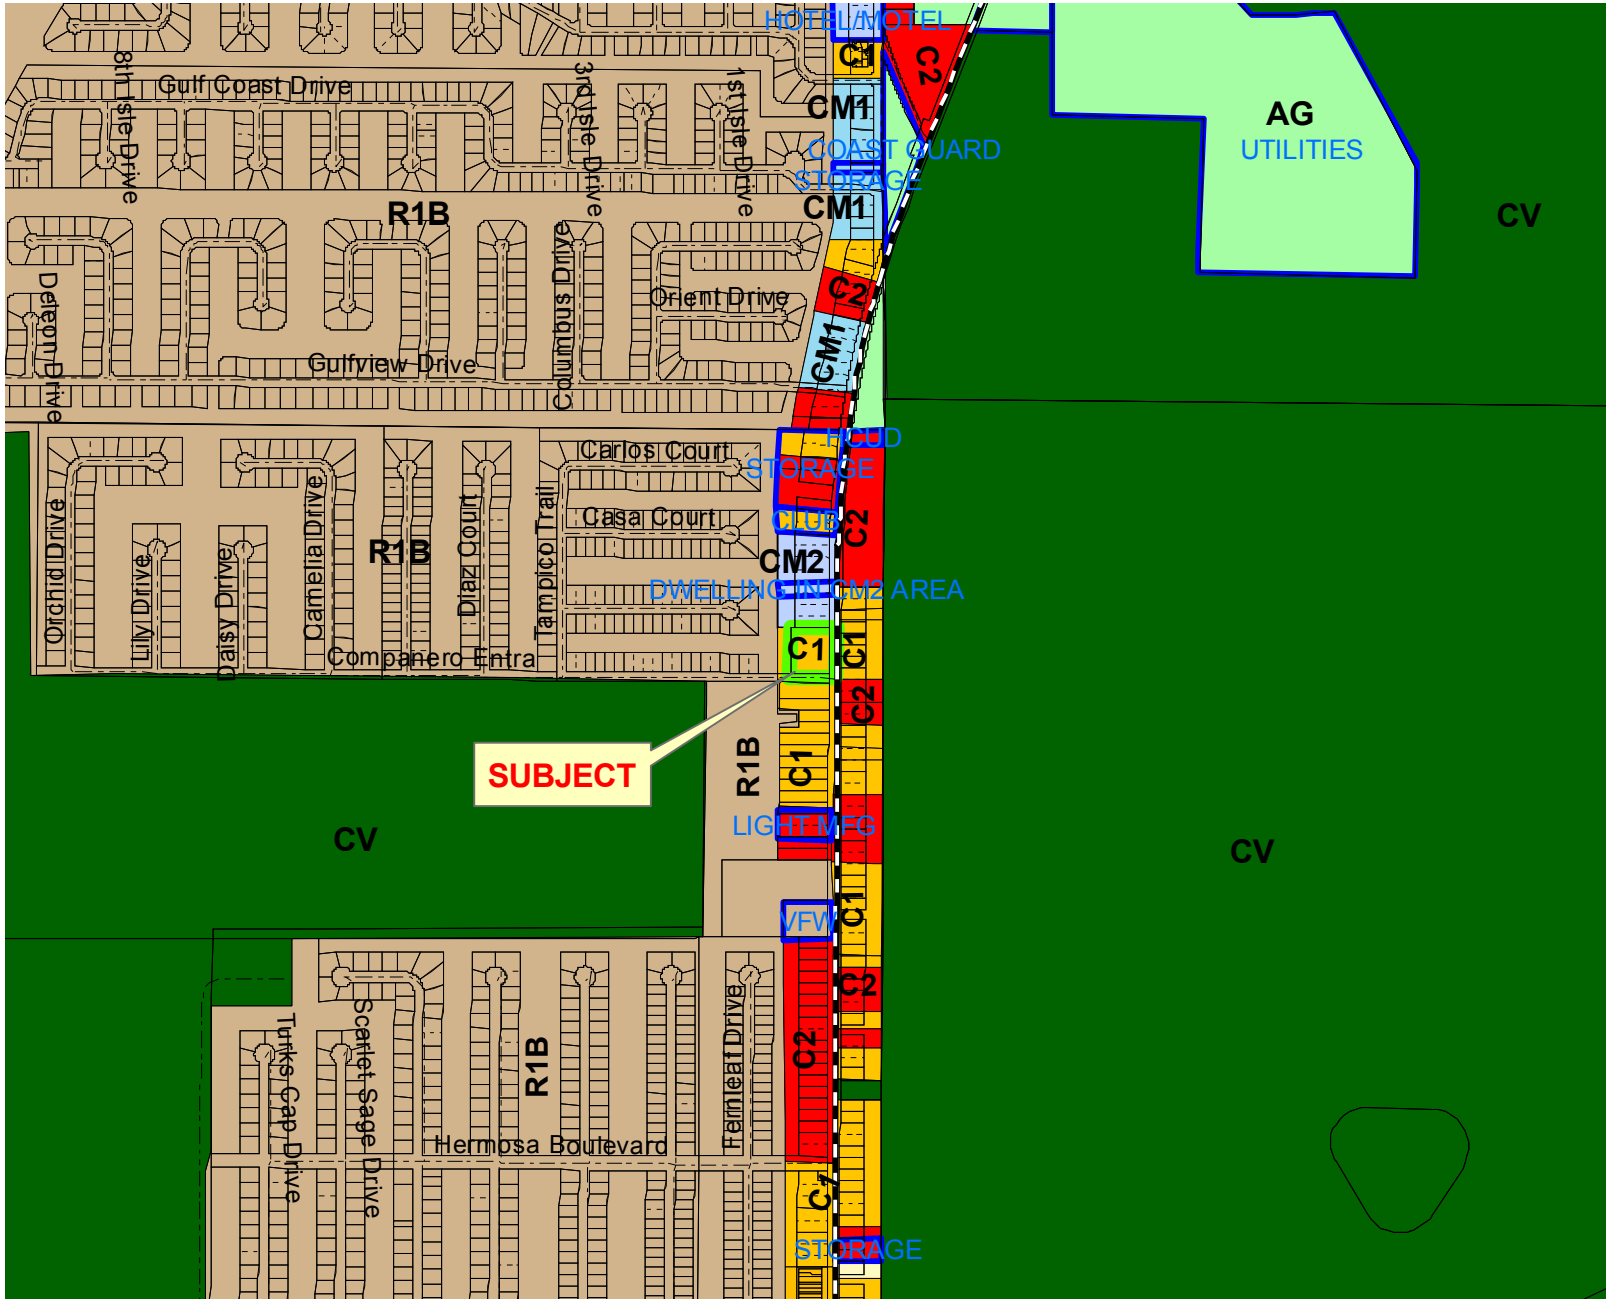 HOTEL/MOTEL
C1
C2
8th Isle Drive
Gulf Coast Drive
3rd Isle Drive
1st Isle Drive
CM1
AG
UTILITIES
COAST GUARD
STORAGE
CM1
R1B
CV
Deleon Drive
Columbus Drive
Orient Drive
C2
CM1
Gulfview Drive
HCUD
Carlos Court
STORAGE
Orchid Drive
Camelia Drive
Diaz Court
Tampico Trail
Casa Court
CLUB
C2
R1B
CM2
Lily Drive
Daisy Drive
DWELLING IN CM2 AREA
C1
C1
Companero Entra
C2
R1B
C1
SUBJECT
LIGHT MFG
CV
CV
VFW
C1
C2
Turks Cap Drive
Scarlet Sage Drive
R1B
Fernleaf Drive
C2
Hermosa Boulevard
C1
STORAGE